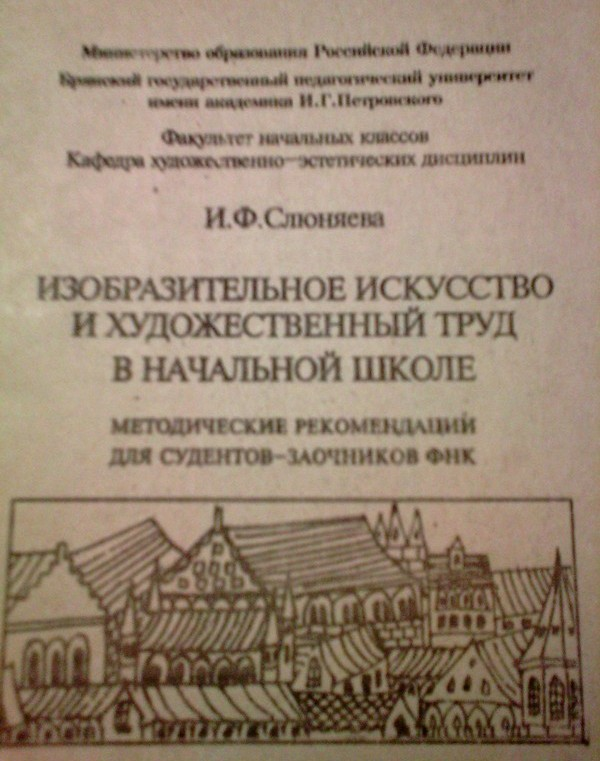 Министерство образования Российской Федерации
Брянский государственный педагогический университет
имени академика И.Г.Петровского
Факультет начальных классов
Кафедра художественно-эстетических дисциплин
И.Ф.Слюняева
ИЗОБРАЗИТЕЛЬНОЕ ИСКУССТВО
И ХУДОЖЕСТВЕННЫЙ ТРУД
В НАЧАЛЬНОЙ ШКОЛЕ
МЕТОДИЧЕСКИЕ РЕКОМЕНДАЦИЙ
ДЛЯ СУДЕНТОВ-ЗАОЧНИКОВ ФНК